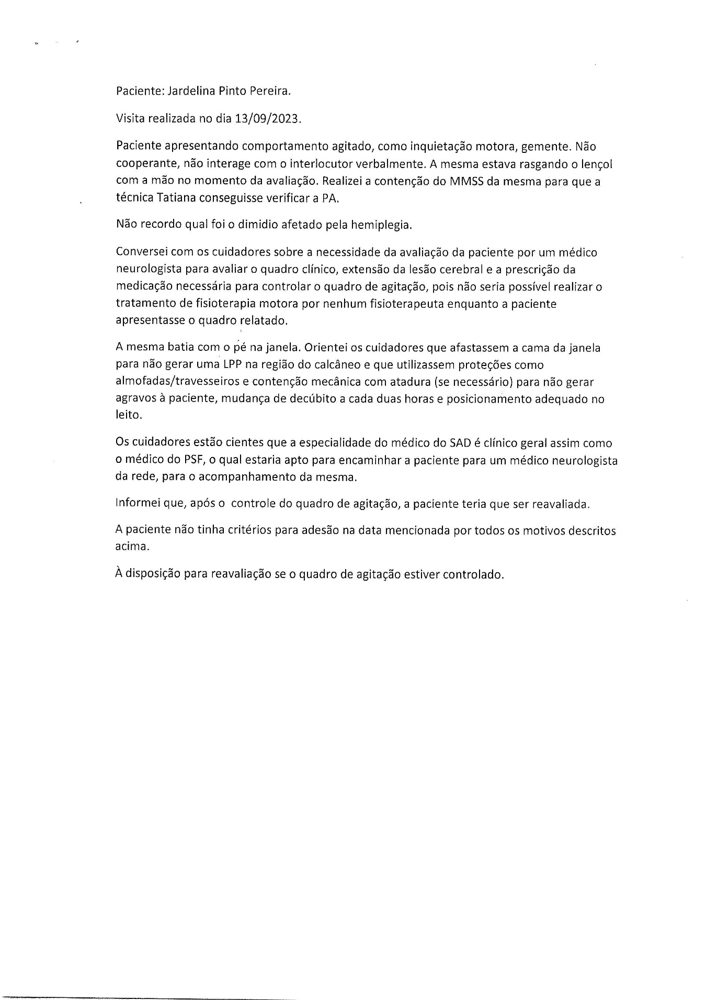 Paciente: Jardelina Pinto Pereira.
Visita realizada no dia 13/09/2023.
Paciente apresentando comportamento agitado, como inquietação motora, gemente. Não
cooperante, não interage com o interlocutor verbalmente. A mesma estava rasgando o lençol
com a mão no momento da avaliação. Realizei a contenção do MMSS da mesma para que a
técnica Tatiana conseguisse verificar a PA.
Não recordo qual foi o dimidio afetado pela hemiplegia.
Conversei com os cuidadores sobre a necessidade da avaliação da paciente por um médico
neurologista para avaliar o quadro clínico, extensão da lesão cerebral e a prescrição da
medicação necessária para controlar o quadro de agitação, pois não seria possível realizar o
tratamento de fisioterapia motora por nenhum fisioterapeuta enquanto a paciente
apresentasse o quadro relatado.
A mesma batia com o pé na janela. Orientei os cuidadores que afastassem a cama da janela
para não gerar uma LPP na região do calcâneo e que utilizassem proteções como
almofadas/travesseiros e contenção mecânica com atadura (se necessário) para não gerar
agravos à paciente, mudança de decúbito a cada duas horas e posicionamento adequado no
leito.
Os cuidadores estão cientes que a especialidade do médico do SAD é clínico geral assim como
o médico do PSF, o qual estaria apto para encaminhar a paciente para um médico neurologista
da rede, para o acompanhamento da mesma.
Informei que, após o controle do quadro de agitação, a paciente teria que ser reavaliada.
A paciente não tinha critérios para adesão na data mencionada por todos os motivos descritos
acima.
À disposição para reavaliação se o quadro de agitação estiver controlado.